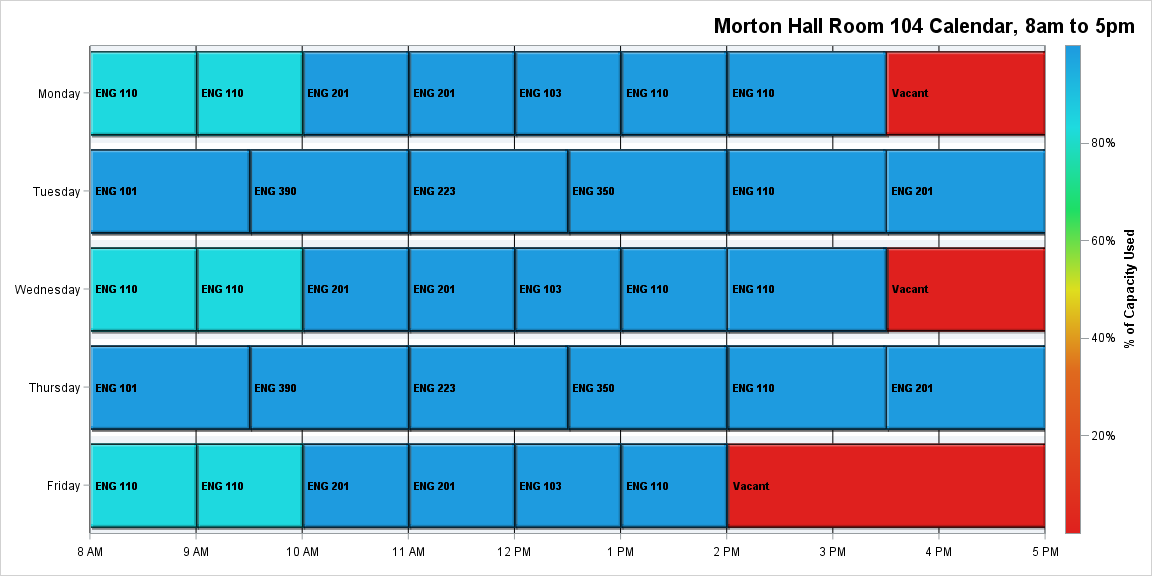 Morton Hall Room 104 Calendar, 8am to 5pm
Monday ENG 110 ENG 110 ENG 201 ENG 201 ENG 103 ENG 110 ENG 110 Vacant
80%
Tuesday ENG 101 ENG 390 ENG 223 ENG 350 ENG 110 ENG 201
60%
Wednesday ENG 110 ENG 110 ENG 201 ENG 201 ENG 103 ENG 110 ENG 110 Vacant
% of Capacity Used
40%
Thursday ENG 101 ENG 390 ENG 223 ENG 350 ENG 110 ENG 201
20%
Friday ENG 110 ENG 110 ENG 201 ENG 201 ENG 103 ENG 110 Vacant
8 AM 9 AM 10 AM 11 AM 12 PM 1 PM 2 PM 3 PM 4 PM 5 PM